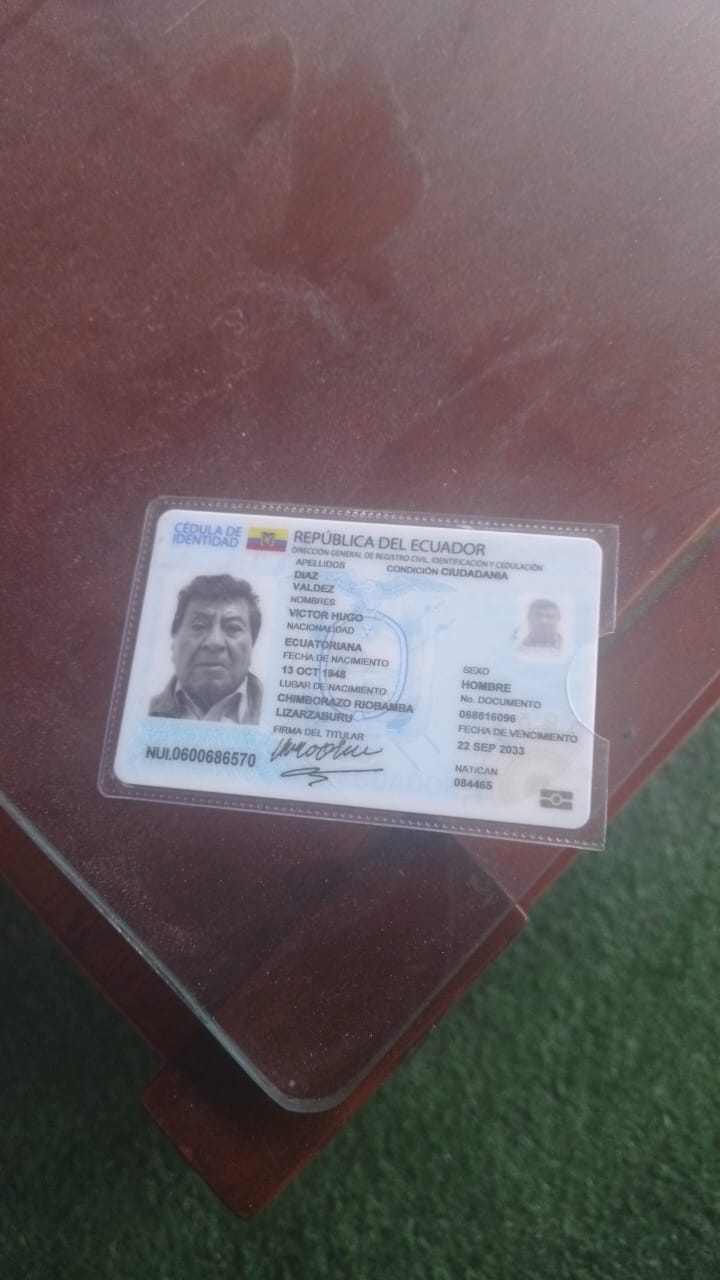 CÉDULA DE IDENTIDAD
REPÚBLICA DEL ECUADOR
DIRECCIÓN GENERAL DE REGISTRO CIVIL, IDENTIFICACIÓN Y CEDULACIÓN
APELLIDOS
CONDICIÓN CIUDADANIA
DIAZ
VALDEZ
NOMBRES
VICTOR HUGO
NACIONALIDAD
ECUATORIANA
FECHA DE NACIMIENTO
13 OCT 1948
LUGAR DE NACIMIENTO
CHIMBORAZO RIOBAMBA
LIZARZABURU
FIRMA DEL TITULAR
NUI.0600686570
SEXO
HOMBRE
No. DOCUMENTO
068816096
FECHA DE VENCIMIENTO
22 SEP 2033
NAT/CAN
084465